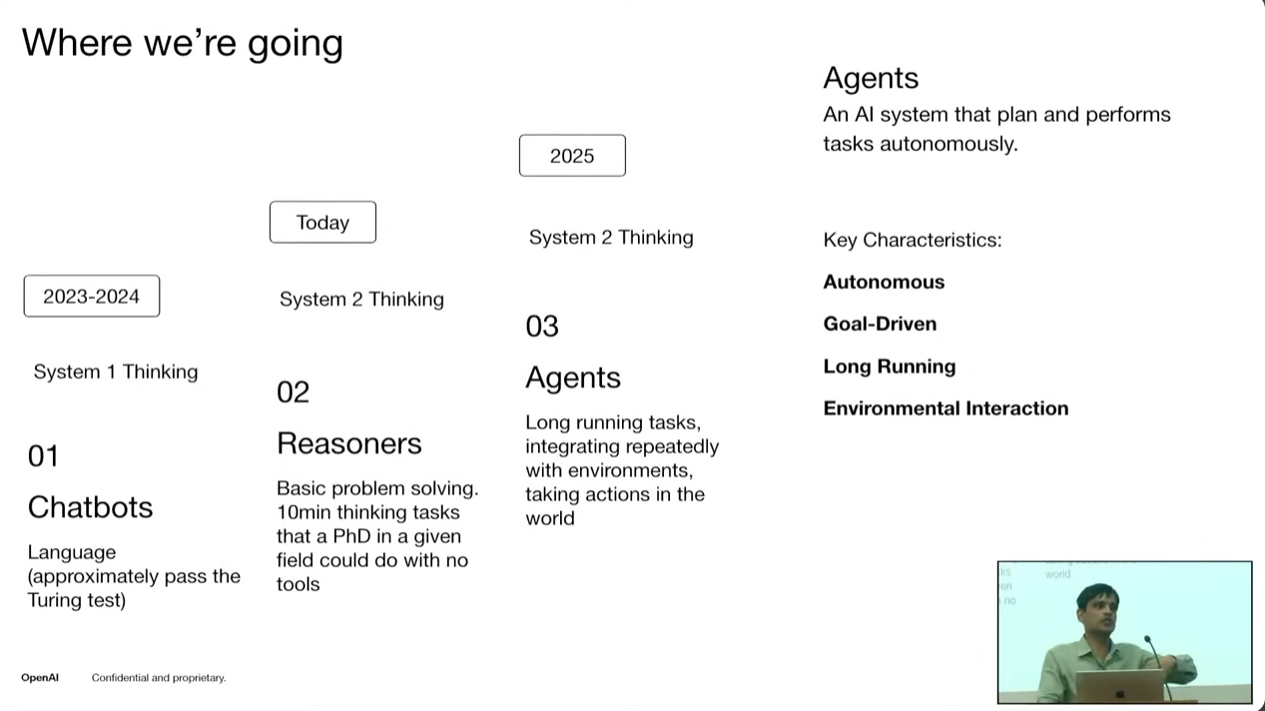 Where we're going
2023-2024
System 1 Thinking
01
Chatbots
Language
(approximately pass the
Turing test)
Today
System 2 Thinking
02
Reasoners
Basic problem solving.
10min thinking tasks
that a PhD in a given
field could do with no
tools
2025
System 2 Thinking
03
Agents
Long running tasks,
integrating repeatedly
with environments,
taking actions in the
world
Agents
An AI system that plan and performs
tasks autonomously.
Key Characteristics:
Autonomous
Goal-Driven
Long Running
Environmental Interaction
world
no
OpenAI
Confidential and proprietary.